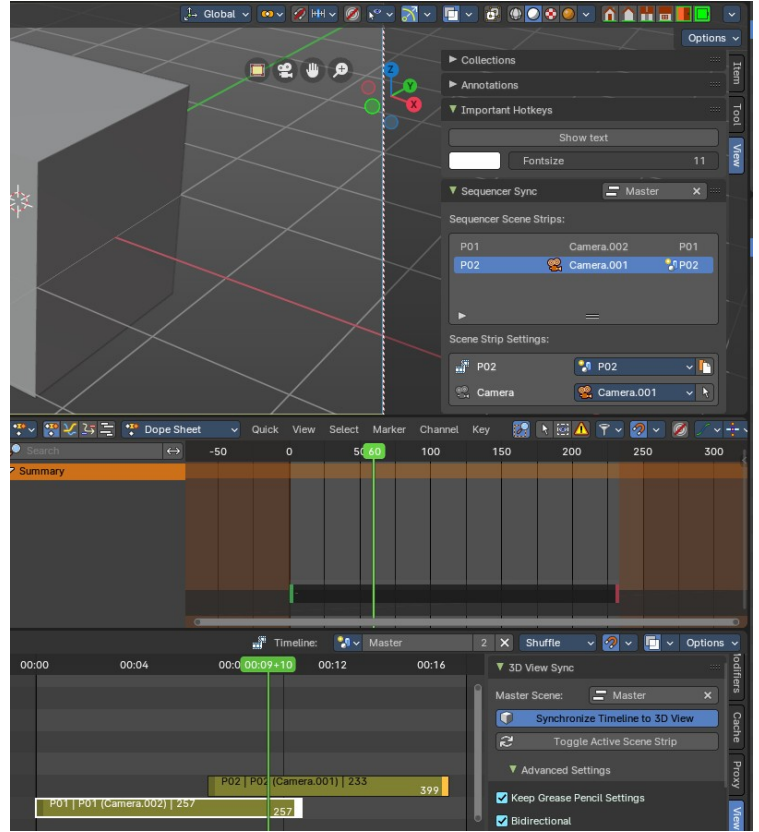 Global
Options
Z
Y
X
Collections
Annotations
Important Hotkeys
Show text
Fontsize 11
Item
Tool
View
Sequencer Sync Master
Sequencer Scene Strips:
P01 Camera.002 P01
P02 Camera.001 P02
Scene Strip Settings:
P02 P02
Camera Camera.001
Dope Sheet Quick View Select Marker Channel Key
Search
-50 0 50 60 100 150 200 250 300
Summary
Timeline: Master 2 Shuffle Options
00:00 00:04 00:0 00:09+10 00:12 00:16
3D View Sync
Master Scene: Master
Synchronize Timeline to 3D View
Toggle Active Scene Strip
Advanced Settings
Keep Grease Pencil Settings
Bidirectional
odifiers
Cache
Proxy
View
P02 | P02 (Camera.001) | 233
399
P01 | P01 (Camera.002) | 257
257